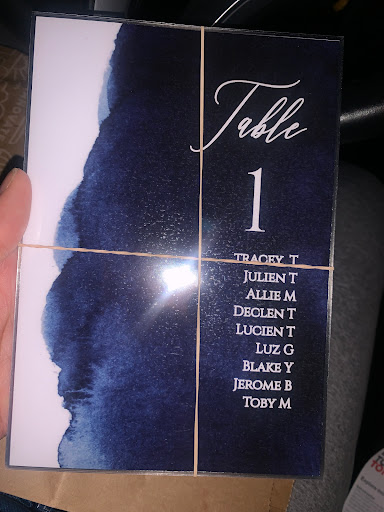 Table
1
TRACEY T
JULIEN T
ALLIE M
DECLEN T
LUCIEN T
LUZ G
BLAKE Y
JEROME B
TOBY M